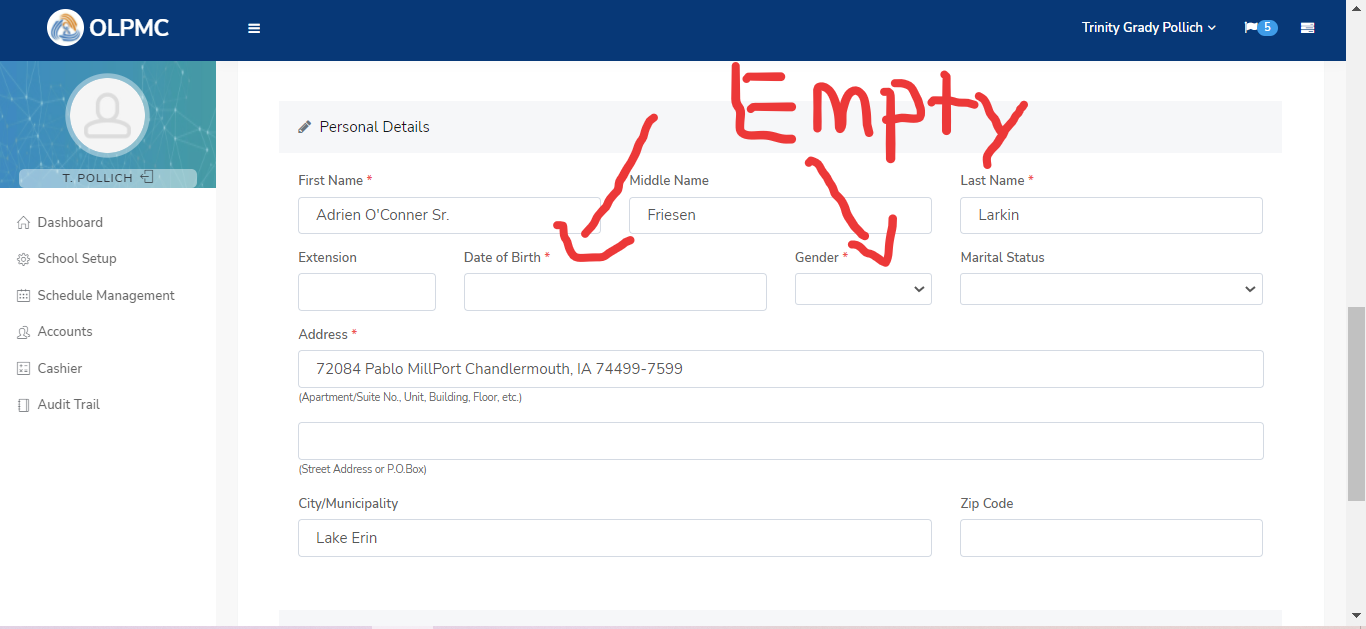 OLPMC
Trinity Grady Pollich
5
Empty
T. POLLICH
Dashboard
School Setup
Schedule Management
Accounts
Cashier
Audit Trail
Personal Details
First Name *
Middle Name
Last Name *
Adrien O'Conner Sr.
Friesen
Larkin
Extension
Date of Birth *
Gender *
Marital Status
Address *
72084 Pablo MillPort Chandlermouth, IA 74499-7599
(Apartment/Suite No., Unit, Building, Floor, etc.)
(Street Address or P.O.Box)
City/Municipality
Zip Code
Lake Erin